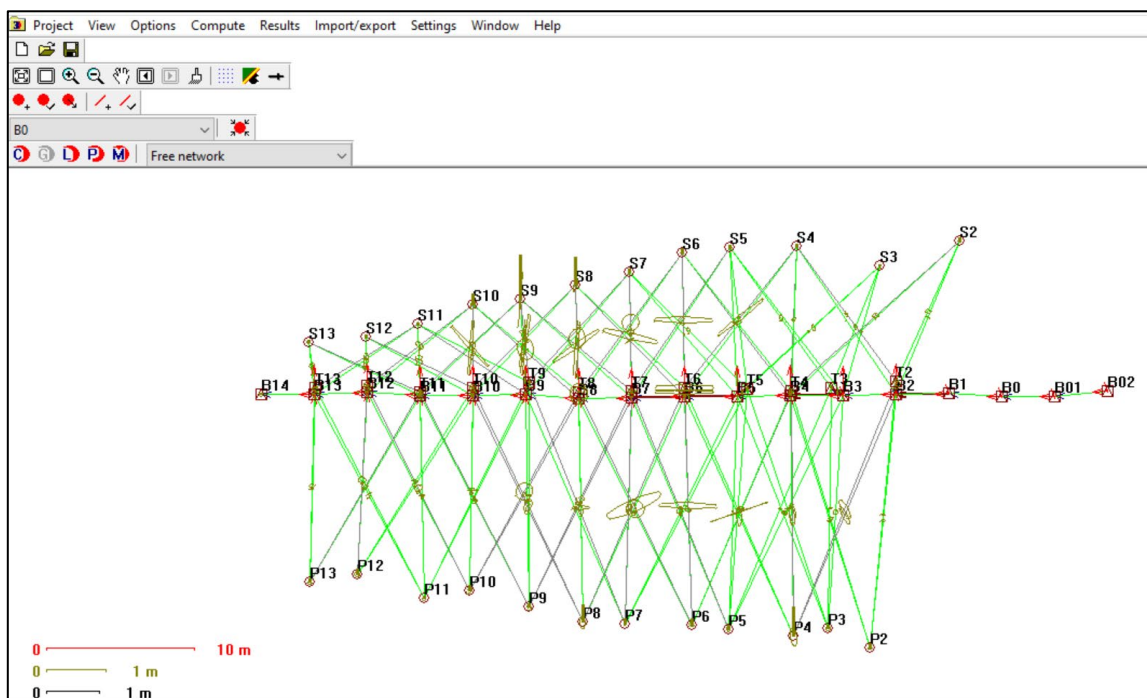 Project View Options Compute Results Import/export Settings Window Help
B0
C G L P M Free network
S2
S5 S4
S6
S3
S7
S8
S9
S10
S11
S12
S13
T9 T2
T13 T12 T11 T10 T8 T7 T6 T5 T4 T3
B14 B13 B12 B11 B10 B9 B7 B3 B2 B1 B0 B01 B02
P13 P12
P11 P10
P9
P8 P7 P6 P5 P4 P3
P2
0 10 m
0 1 m
0 1 m